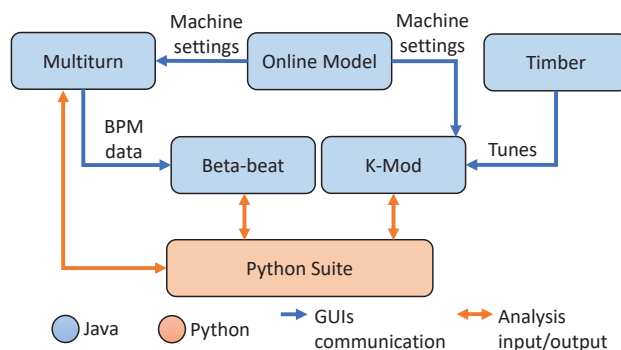 Machine
settings
Machine
settings
Multiturn
Online Model
Timber
BPM
data
Tunes
Beta-beat
K-Mod
Python Suite
Java
Python
GUIs
communication
Analysis
input/output